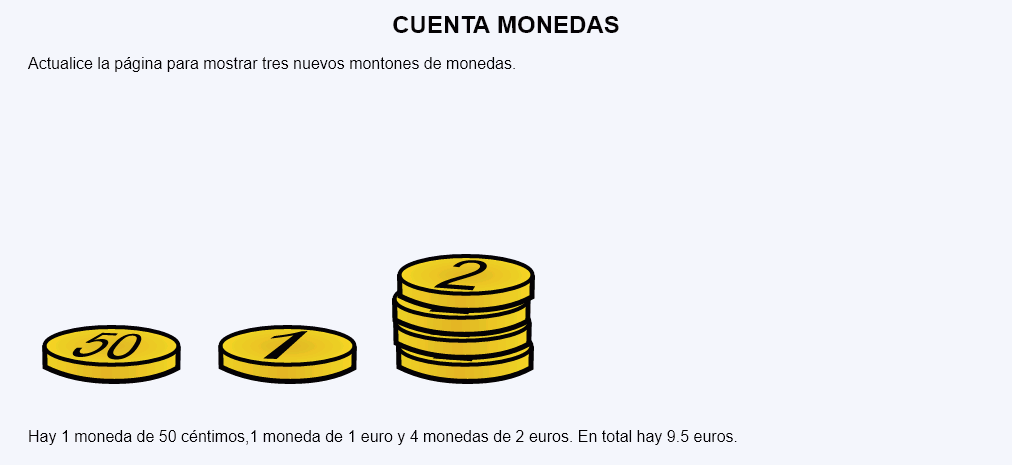 CUENTA MONEDAS
Actualice la página para mostrar tres nuevos montones de monedas.
50 1 2
Hay 1 moneda de 50 céntimos,1 moneda de 1 euro y 4 monedas de 2 euros. En total hay 9.5 euros.